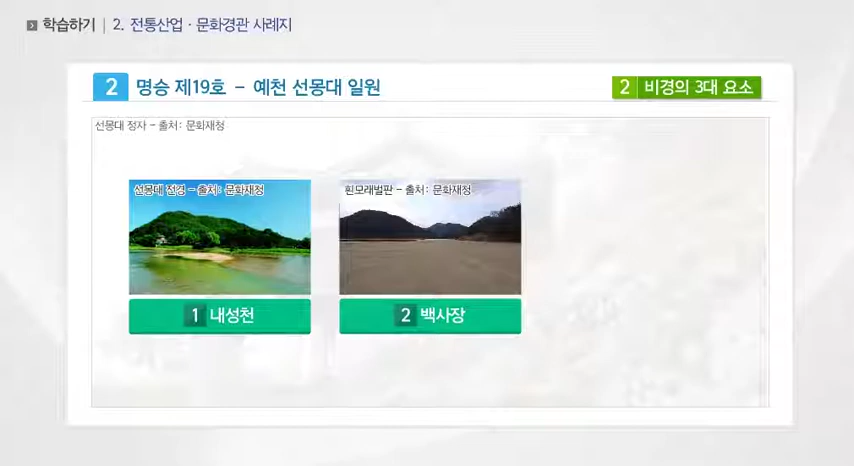 학습하기 | 2. 전통산업 · 문화경관 사례지
2 명승 제19호 - 예천 선몽대 일원
2 비경의 3대 요소
선몽대 정자 - 출처: 문화재청
선몽대 전경 - 출처: 문화재청
흰모래벌판 - 출처: 문화재청
1 내성천
2 백사장